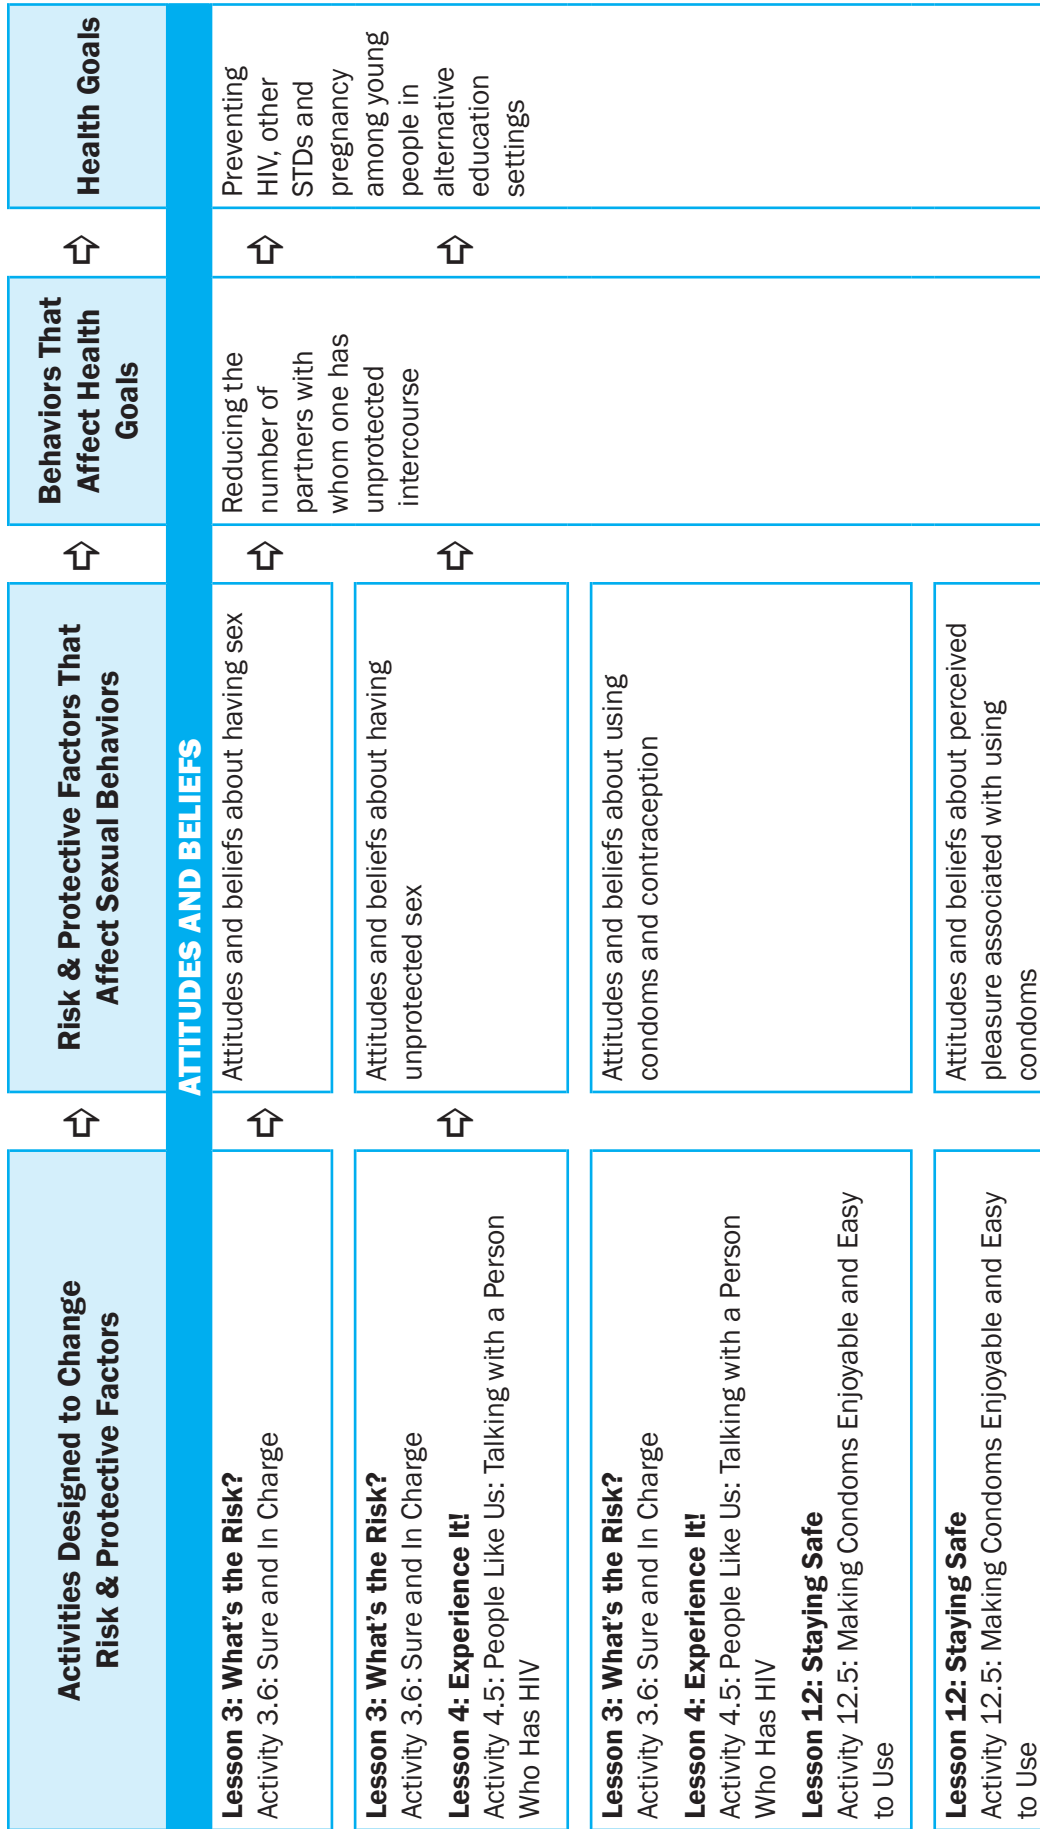 Activities Designed to Change
Risk & Protective Factors
Risk & Protective Factors That
Affect Sexual Behaviors
Behaviors That
Affect Health
Goals
Health Goals
ATTITUDES AND BELIEFS
Lesson 3: What's the Risk?
Activity 3.6: Sure and In Charge
Attitudes and beliefs about having sex
Reducing the
number of
partners with
whom one has
unprotected
intercourse
Preventing
HIV, other
STDs and
pregnancy
among young
people in
alternative
education
settings
Lesson 3: What's the Risk?
Activity 3.6: Sure and In Charge
Lesson 4: Experience It!
Activity 4.5: People Like Us: Talking with a Person
Who Has HIV
Attitudes and beliefs about having
unprotected sex
Lesson 3: What's the Risk?
Activity 3.6: Sure and In Charge
Lesson 4: Experience It!
Activity 4.5: People Like Us: Talking with a Person
Who Has HIV
Lesson 12: Staying Safe
Activity 12.5: Making Condoms Enjoyable and Easy
to Use
Attitudes and beliefs about using
condoms and contraception
Lesson 12: Staying Safe
Activity 12.5: Making Condoms Enjoyable and Easy
to Use
Attitudes and beliefs about perceived
pleasure associated with using
condoms